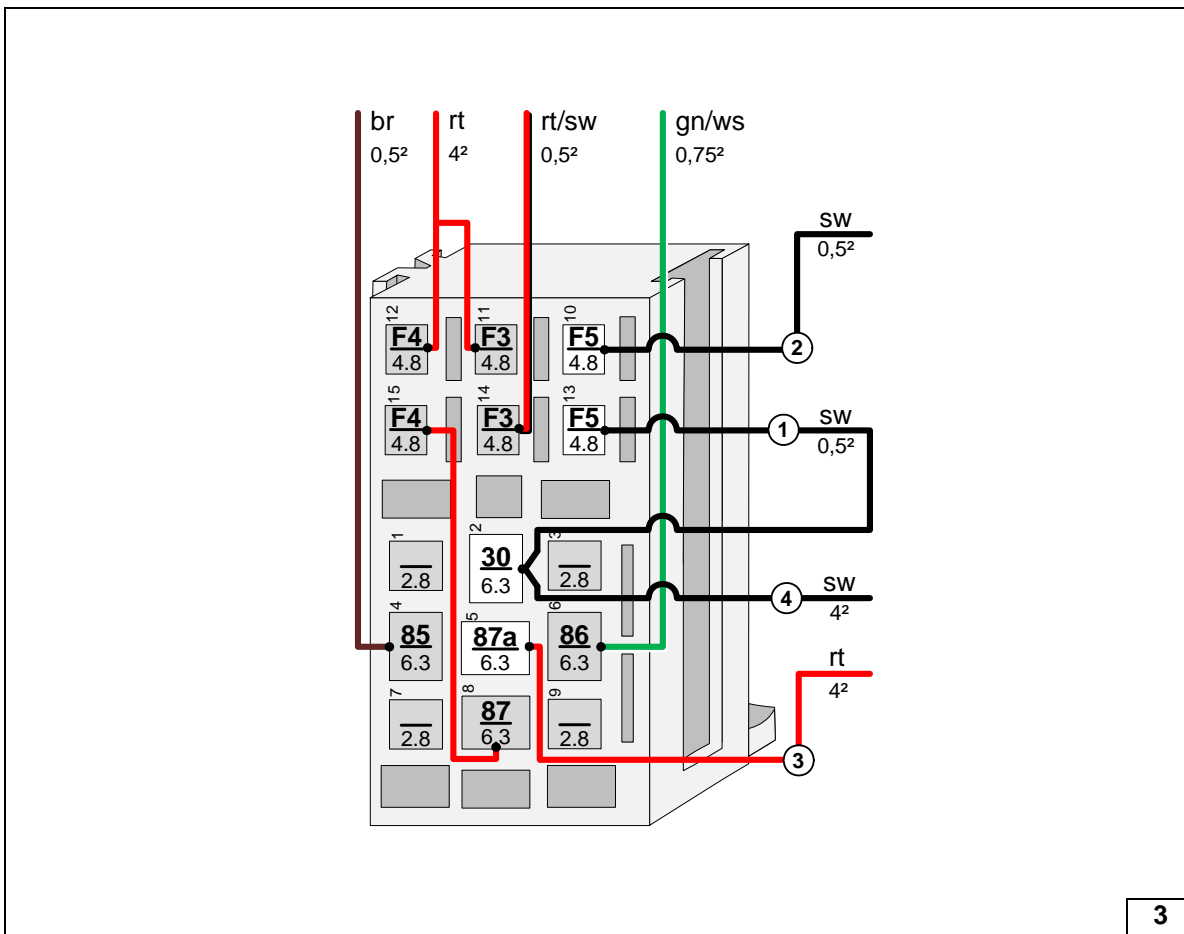 br rt rt/sw gn/ws
0,5² 4² 0,5² 0,75²
sw
0,5²
12 11 10
F4 F3 F5
4.8 4.8 4.8
2
15 14 13
F4 F3 F5
4.8 4.8 4.8
1
sw
0,5²
1 2 3
30
2.8 6.3 2.8
4
sw
4²
4 5 6
85 87a 86
6.3 6.3 6.3
rt
4²
7 8 9
87
2.8 6.3 2.8
3
3